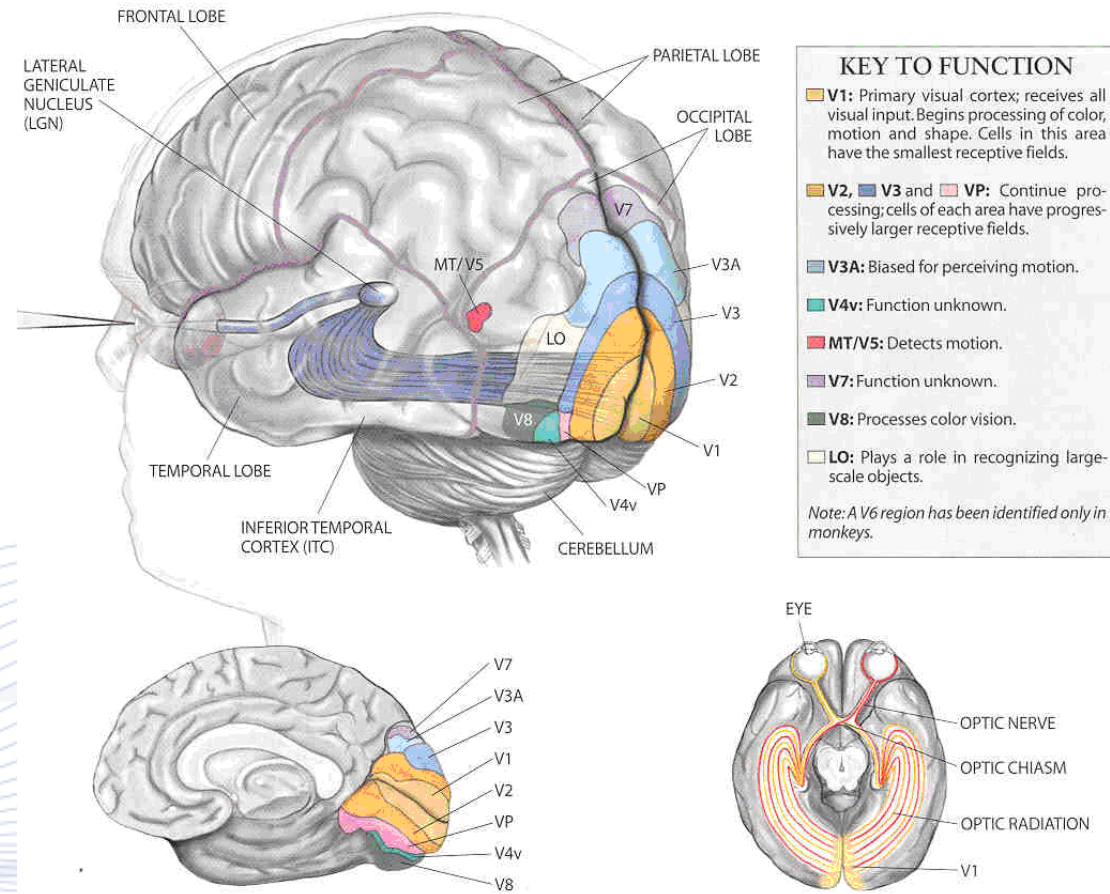 FRONTAL LOBE
LATERAL
GENICULATE
NUCLEUS
(LGN)
PARIETAL LOBE
OCCIPITAL
LOBE
V7
MT/V5
V3A
V3
LO
V2
V8
V1
TEMPORAL LOBE
VP
V4v
INFERIOR TEMPORAL
CORTEX (ITC)
CEREBELLUM
KEY TO FUNCTION
V1: Primary visual cortex; receives all
visual input. Begins processing of color,
motion and shape. Cells in this area
have the smallest receptive fields.
V2, V3 and VP: Continue pro-
cessing; cells of each area have progres-
sively larger receptive fields.
V3A: Biased for perceiving motion.
V4v: Function unknown.
MT/V5: Detects motion.
V7: Function unknown.
V8: Processes color vision.
LO: Plays a role in recognizing large-
scale objects.
Note: A V6 region has been identified only in
monkeys.
V7
V3A
V3
V1
V2
VP
V4v
V8
EYE
OPTIC NERVE
OPTIC CHIASM
OPTIC RADIATION
V1